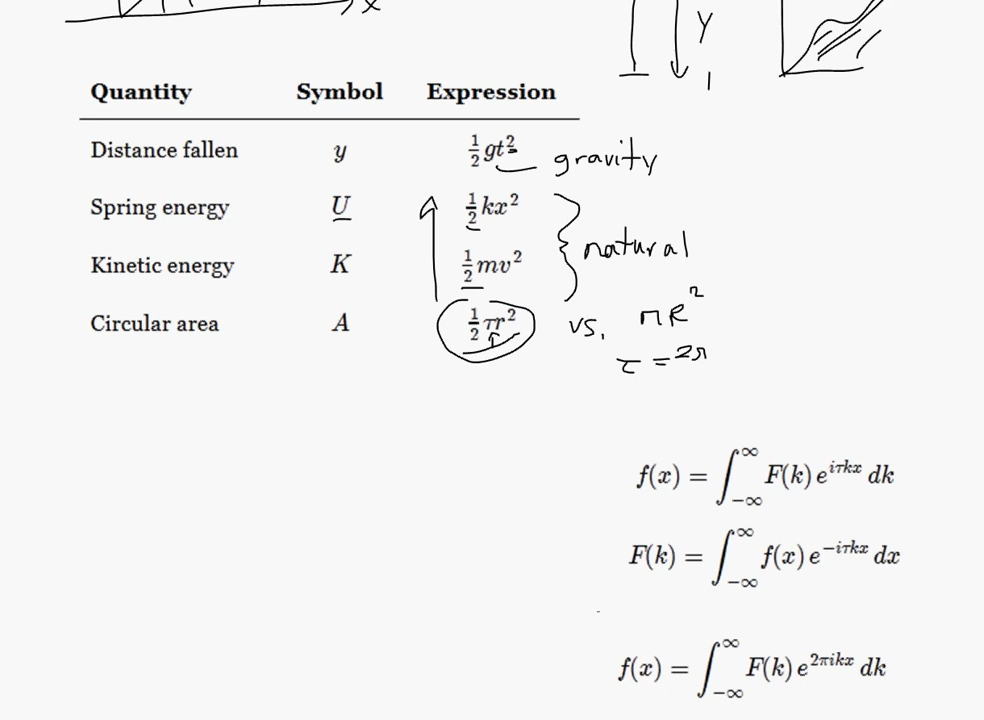 x
Y
Quantity Symbol Expression
Distance fallen y ½gt² gravity
Spring energy U ½kx²
natural
Kinetic energy K ½mv²
Circular area A ½τr² vs. πR²
τ = 2π
f(x) = ∫_{-∞}^{∞} F(k) e^{iτkx} dk
F(k) = ∫_{-∞}^{∞} f(x) e^{-iτkx} dx
f(x) = ∫_{-∞}^{∞} F(k) e^{2πikx} dk